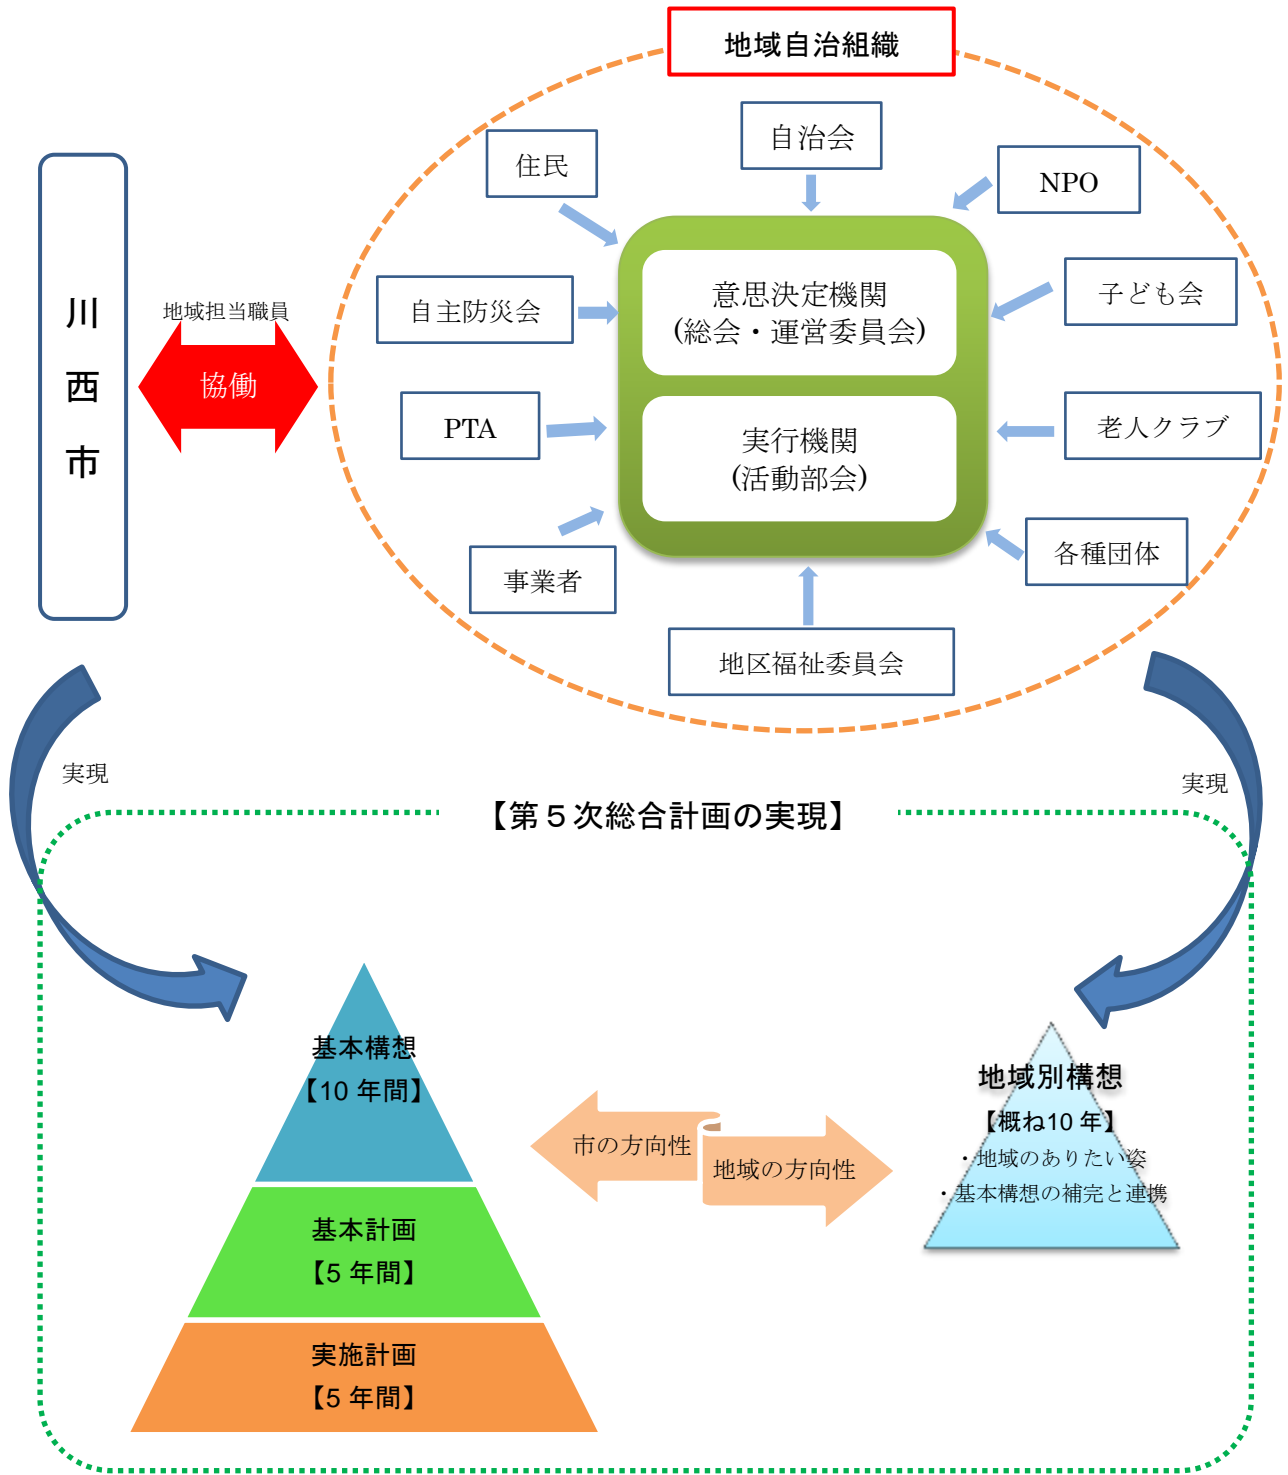 地域自治組織
自治会
住民
NPO
川西市
地域担当職員
協働
自主防災会
意思決定機関
(総会・運営委員会)
子ども会
PTA
実行機関
(活動部会)
老人クラブ
事業者
各種団体
地区福祉委員会
実現
実現
【第５次総合計画の実現】
基本構想
【10 年間】
市の方向性
地域の方向性
地域別構想
【概ね10 年】
・地域のありたい姿
・基本構想の補完と連携
基本計画
【5 年間】
実施計画
【5 年間】